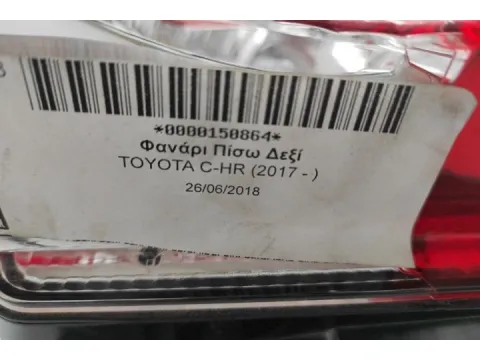 *0000150864*
Φανάρι Πίσω Δεξί
TOYOTA C-HR (2017 - )
26/06/2018